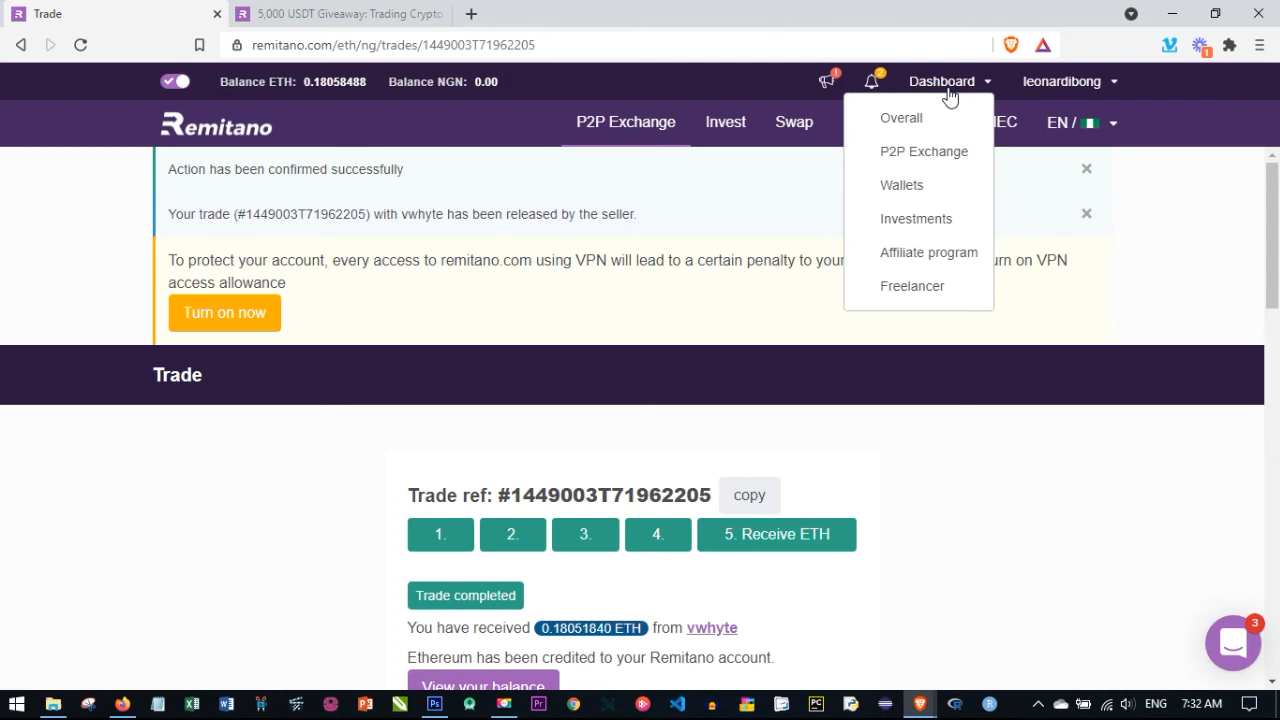 Trade
5,000 USDT Giveaway: Trading Crypto
remitano.com/eth/ng/trades/1449003T71962205
1
Balance ETH: 0.18058488
Balance NGN: 0.00
!
2
Dashboard
leonardibong
Remitano
P2P Exchange
Invest
Swap
IEC
EN /
Overall
P2P Exchange
Wallets
Investments
Affiliate program
Freelancer
Action has been confirmed successfully
Your trade (#1449003T71962205) with vwhyte has been released by the seller.
To protect your account, every access to remitano.com using VPN will lead to a certain penalty to your
urn on VPN
access allowance
Turn on now
Trade
Trade ref: #1449003T71962205
copy
1.
2.
3.
4.
5. Receive ETH
Trade completed
You have received 0.18051840 ETH from vwhyte
Ethereum has been credited to your Remitano account.
View your balance
3
ENG
7:32 AM